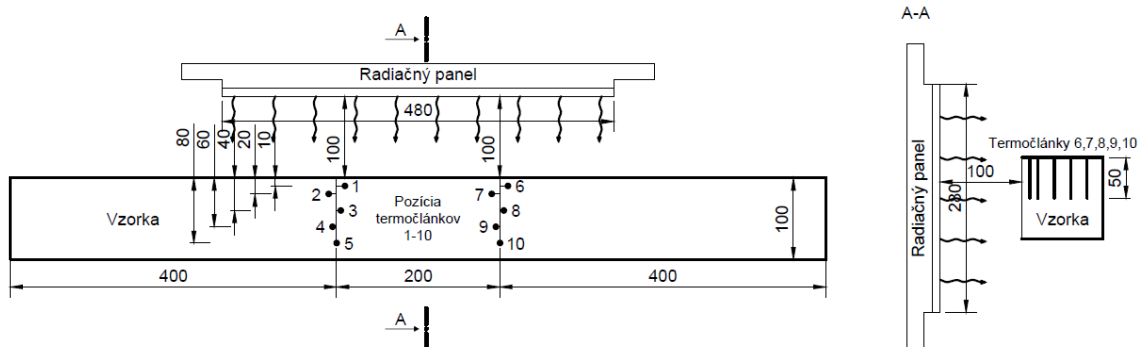 A
Radiačný panel
480
80
60
40
20
10
100
100
1
2
3
4
5
6
7
8
9
10
Vzorka
Pozícia
termočlánkov
1-10
100
400
200
400
A
A-A
Radiačný panel
280
100
Termočlánky 6,7,8,9,10
50
Vzorka